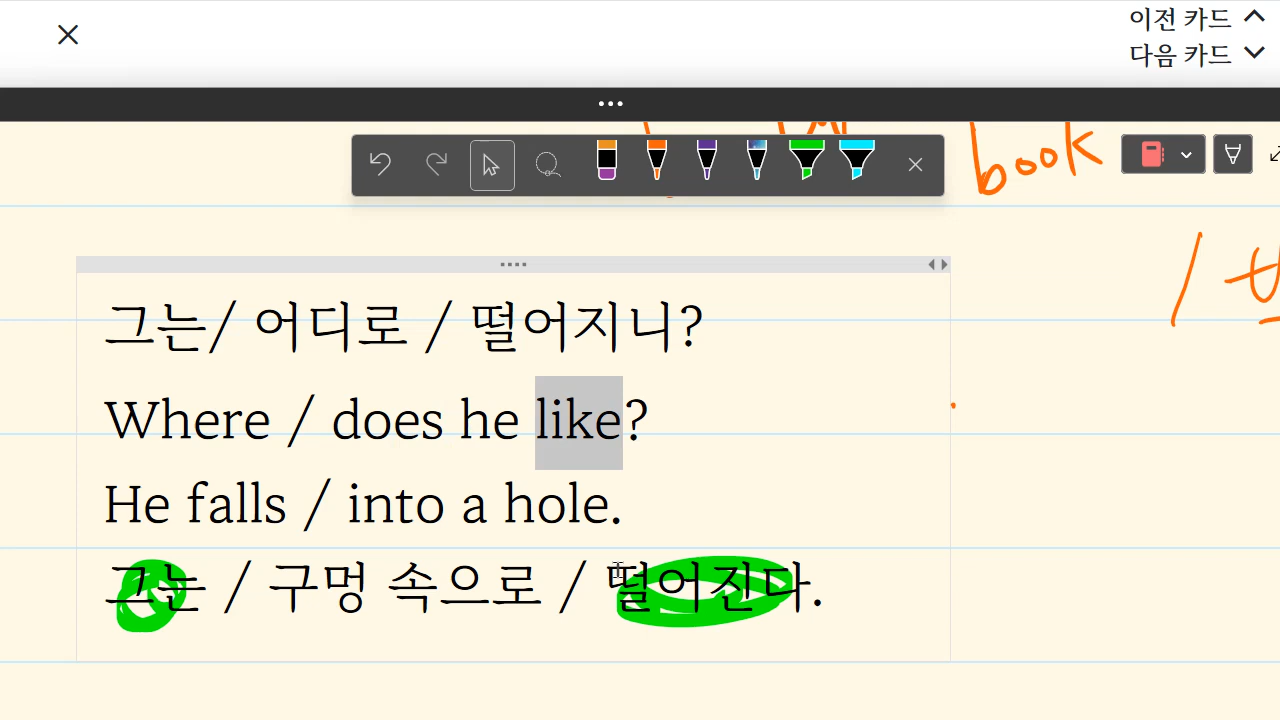 이전 카드
다음 카드
book
그는/ 어디로 / 떨어지니?
Where / does he like?
He falls / into a hole.
그는 / 구멍 속으로 / 떨어진다.